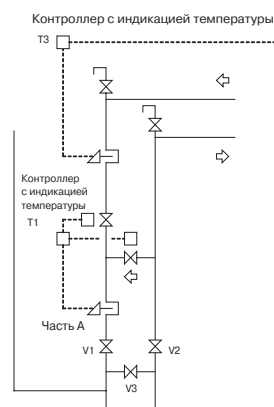 Контроллер с индикацией температуры
T3
Контроллер
с индикацией
температуры
T1
Часть А
V1
V2
V3